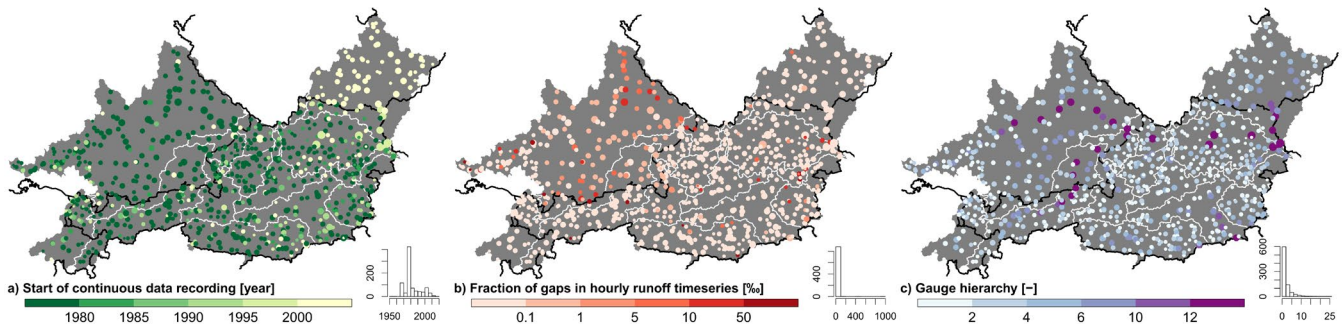 200
0
1950
2000
a) Start of continuous data recording [year]
1980 1985 1990 1995 2000
400
0
0
1000
b) Fraction of gaps in hourly runoff timeseries [‰]
0.1 1 5 10 50
600
300
0
0
10
25
c) Gauge hierarchy [−]
2 4 6 10 12